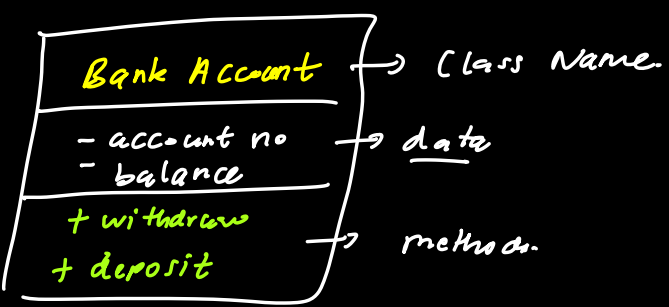 Bank Account → Class Name.
- account no → data
- balance
+ withdraw
+ deposit → methods.